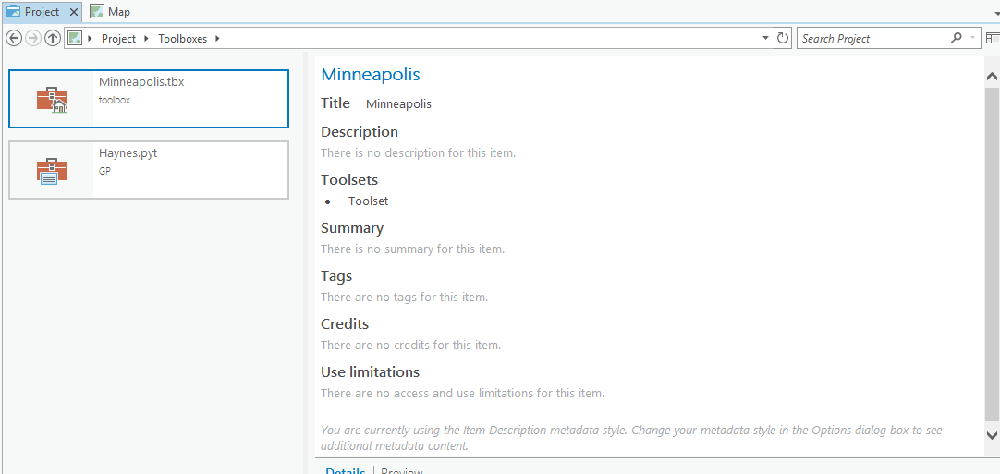 Project
Map
Project
Toolboxes
Search Project
Minneapolis.tbx
toolbox
Haynes.pyt
GP
Minneapolis
Title Minneapolis
Description
There is no description for this item.
Toolsets
• Toolset
Summary
There is no summary for this item.
Tags
There are no tags for this item.
Credits
There are no credits for this item.
Use limitations
There are no access and use limitations for this item.
You are currently using the Item Description metadata style. Change your metadata style in the Options dialog box to see
additional metadata content.
Details | Preview